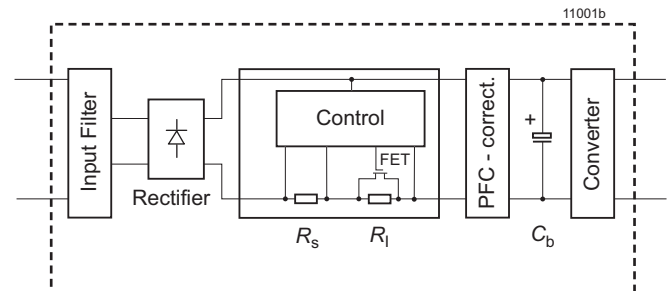 11001b
Input Filter
Rectifier
Control
FET
Rs
Rl
PFC - correct.
+
Cb
Converter